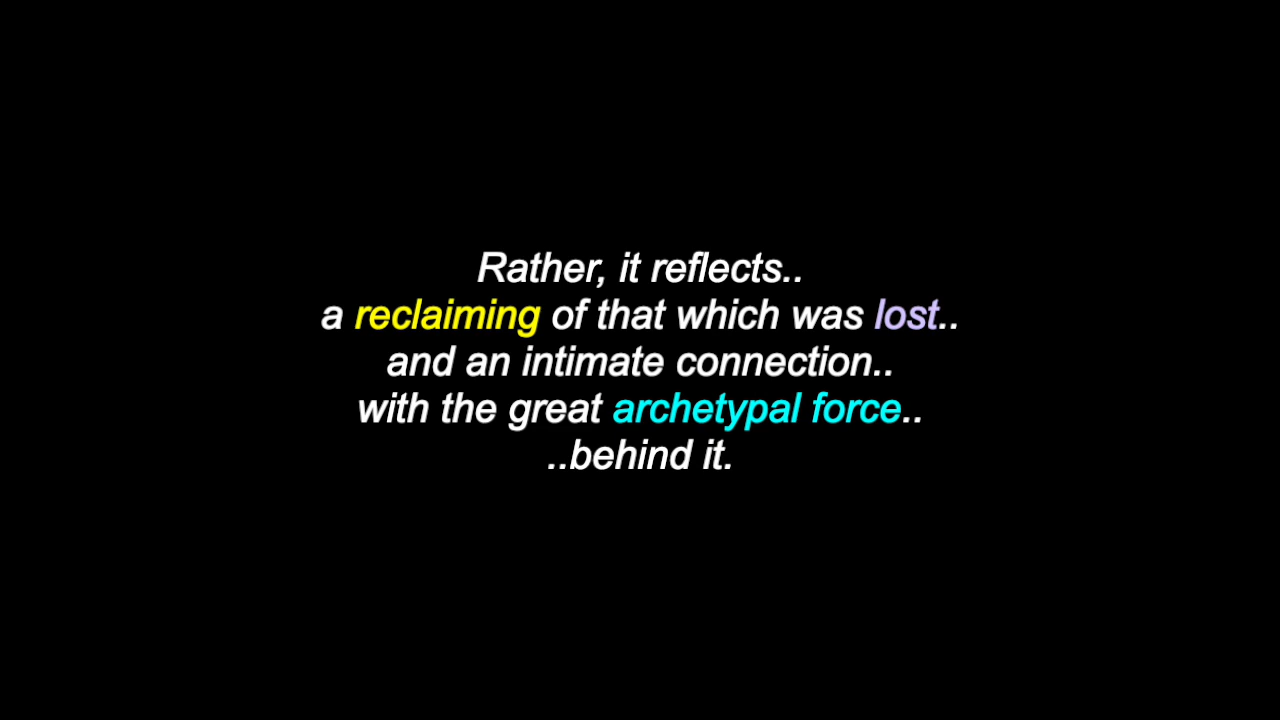 Rather, it reflects..
a reclaiming of that which was lost..
and an intimate connection..
with the great archetypal force..
..behind it.